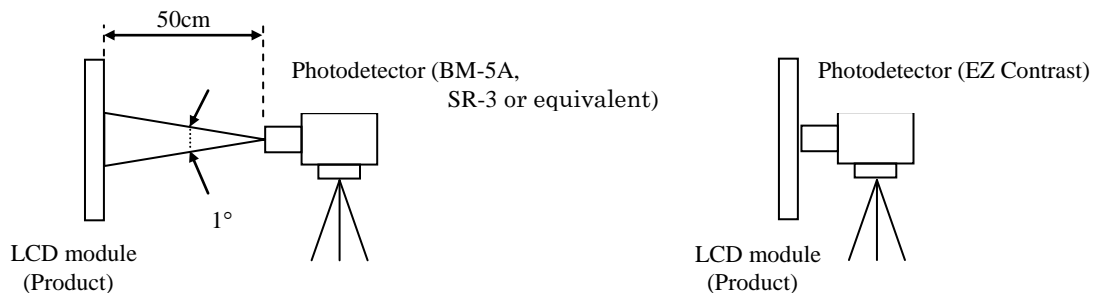 50cm
Photodetector (BM-5A,
SR-3 or equivalent)
1°
LCD module
(Product)
Photodetector (EZ Contrast)
LCD module
(Product)